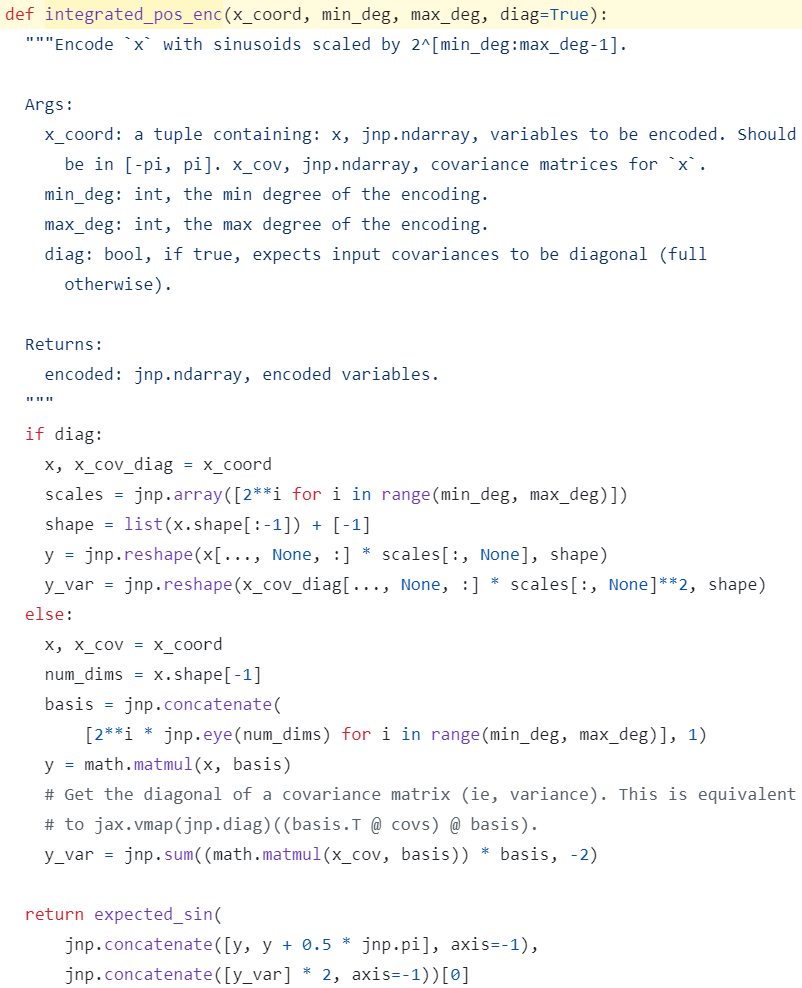 def integrated_pos_enc(x_coord, min_deg, max_deg, diag=True):
  """Encode `x` with sinusoids scaled by 2^[min_deg:max_deg-1].

  Args:
    x_coord: a tuple containing: x, jnp.ndarray, variables to be encoded. Should
      be in [-pi, pi]. x_cov, jnp.ndarray, covariance matrices for `x`.
    min_deg: int, the min degree of the encoding.
    max_deg: int, the max degree of the encoding.
    diag: bool, if true, expects input covariances to be diagonal (full
      otherwise).

  Returns:
    encoded: jnp.ndarray, encoded variables.
  """
  if diag:
    x, x_cov_diag = x_coord
    scales = jnp.array([2**i for i in range(min_deg, max_deg)])
    shape = list(x.shape[:-1]) + [-1]
    y = jnp.reshape(x[..., None, :] * scales[:, None], shape)
    y_var = jnp.reshape(x_cov_diag[..., None, :] * scales[:, None]**2, shape)
  else:
    x, x_cov = x_coord
    num_dims = x.shape[-1]
    basis = jnp.concatenate(
        [2**i * jnp.eye(num_dims) for i in range(min_deg, max_deg)], 1)
    y = math.matmul(x, basis)
    # Get the diagonal of a covariance matrix (ie, variance). This is equivalent
    # to jax.vmap(jnp.diag)((basis.T @ covs) @ basis).
    y_var = jnp.sum((math.matmul(x_cov, basis)) * basis, -2)

  return expected_sin(
      jnp.concatenate([y, y + 0.5 * jnp.pi], axis=-1),
      jnp.concatenate([y_var] * 2, axis=-1))[0]